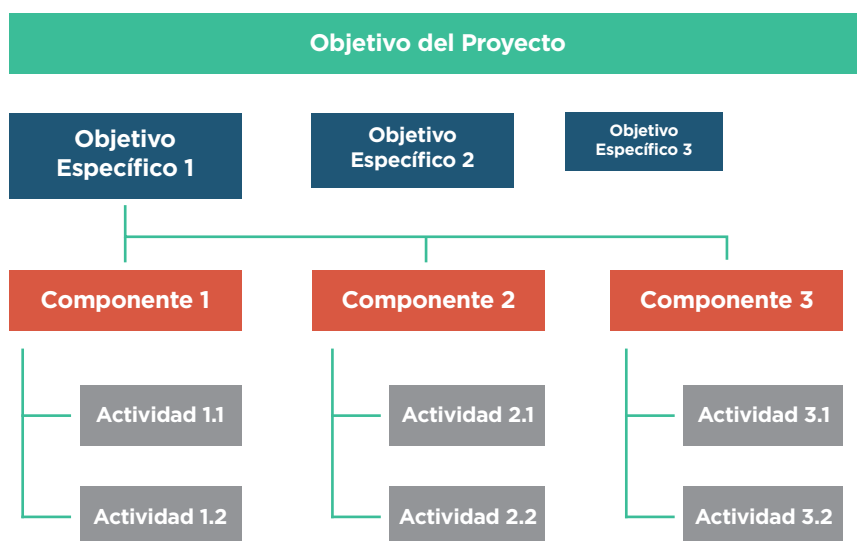 Objetivo del Proyecto
Objetivo
Específico 1
Objetivo
Específico 2
Objetivo
Específico 3
Componente 1
Componente 2
Componente 3
Actividad 1.1
Actividad 2.1
Actividad 3.1
Actividad 1.2
Actividad 2.2
Actividad 3.2